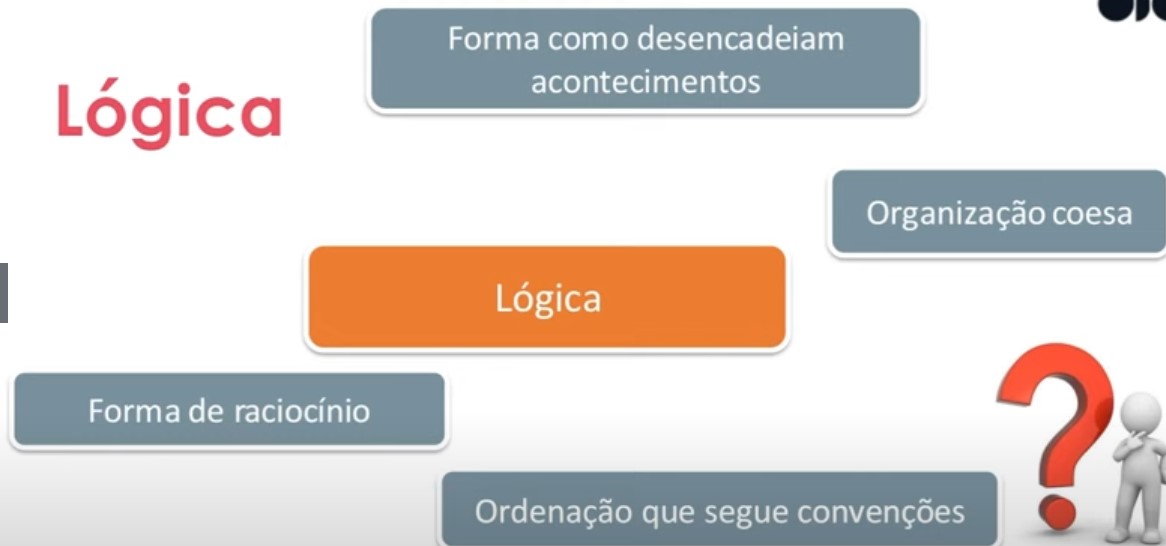 Forma como desencadeiam
acontecimentos
Lógica
Organização coesa
Lógica
Forma de raciocínio
Ordenação que segue convenções